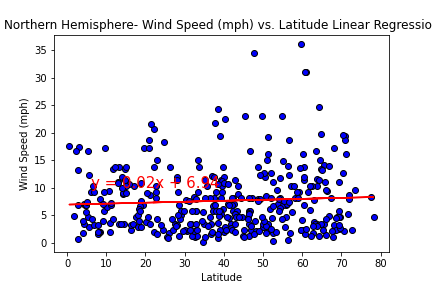 Northern Hemisphere- Wind Speed (mph) vs. Latitude Linear Regressio
Wind Speed (mph)
35
30
25
20
15
10
5
0
y = 0.02x + 6.94
0 10 20 30 40 50 60 70 80
Latitude